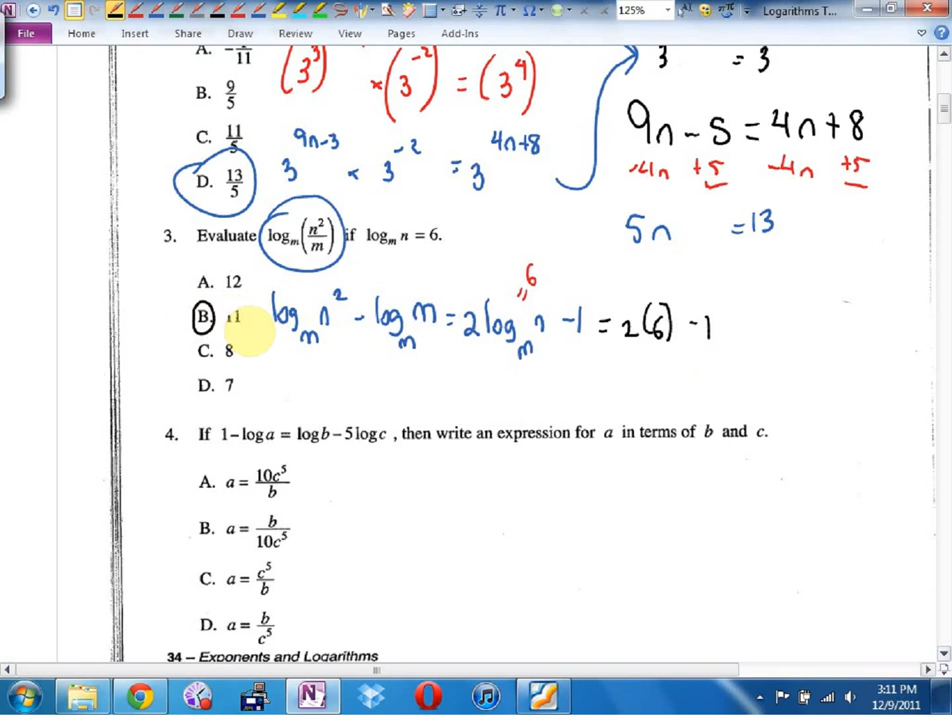 125%
Logarithms T...
File Home Insert Share Draw Review View Pages Add-Ins
A.
11
(3³) × (3⁻²) = (3⁴)
3 = 3
B. 9/5
9n − 5 = 4n + 8
C. 11/5
-4n +5 -4n +5
9n−3 −2 4n+8
D. 13/5
3 × 3 = 3
5n = 13
3. Evaluate log_m (n²/m) if log_m n = 6.
A. 12
6
"
B. 11
log_m n² − log_m m = 2 log_m n − 1 = 2(6) − 1
C. 8
D. 7
4. If 1 − log a = log b − 5 log c , then write an expression for a in terms of b and c.
A. a = 10c⁵/b
B. a = b/10c⁵
C. a = c⁵/b
D. a = b/c⁵
34 – Exponents and Logarithms
3:11 PM
12/9/2011